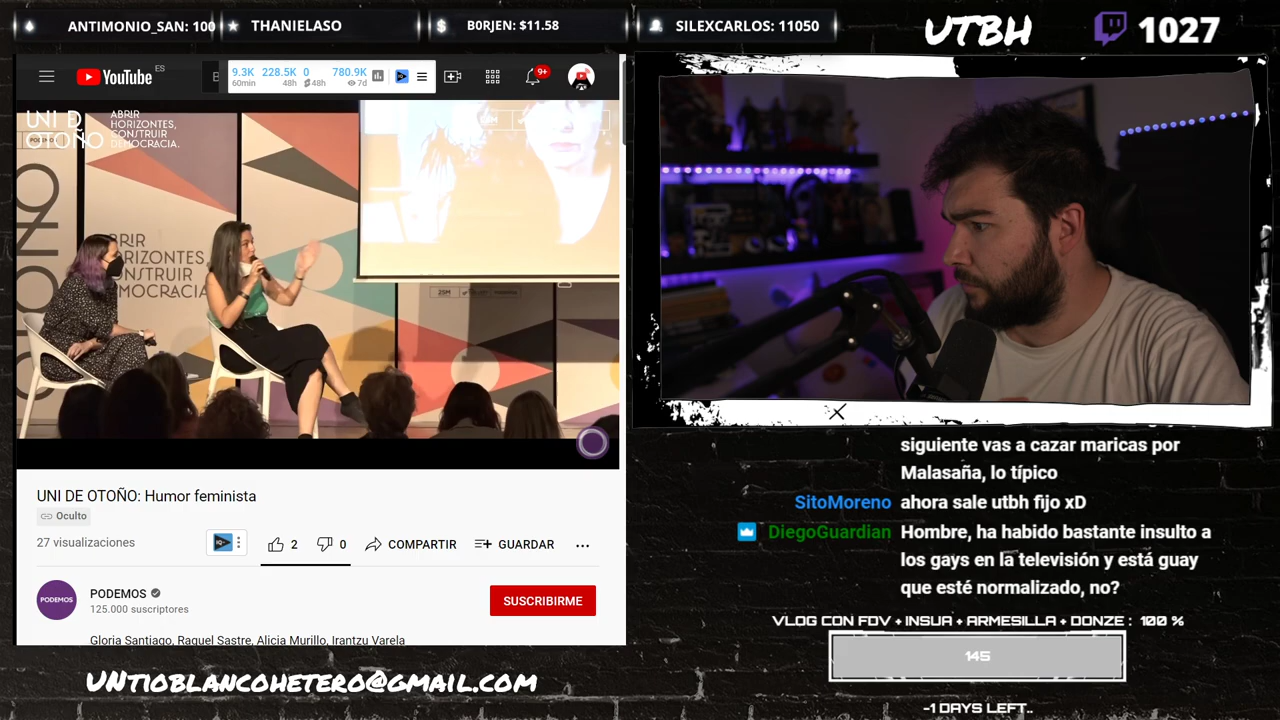 ANTIMONIO_SAN: 100
THANIELASO
B0RJEN: $11.58
SILEXCARLOS: 11050
UTBH
1027
YouTube ES
9.3K 228.5K 0 780.9K
60min 48h 48h 7d
9+
UNI D
OTOÑO
ABRIR
HORIZONTES,
CONSTRUIR
DEMOCRACIA.
ABRIR
HORIZONTES
CONSTRUIR
DEMOCRACIA
25M
UNI DE OTOÑO: Humor feminista
Oculto
27 visualizaciones
2
0
COMPARTIR
GUARDAR
PODEMOS
PODEMOS
125.000 suscriptores
SUSCRIBIRME
Gloria Santiago, Raquel Sastre, Alicia Murillo, Irantzu Varela
siguiente vas a cazar maricas por
Malasaña, lo típico
SitoMoreno ahora sale utbh fijo xD
DiegoGuardian Hombre, ha habido bastante insulto a
los gays en la televisión y está guay
que esté normalizado, no?
VLOG CON FDV + INSUA + ARMESILLA + DONZE : 100 %
145
-1 DAYS LEFT..
UNTIOBLANCOHETERO@GMAIL.COM